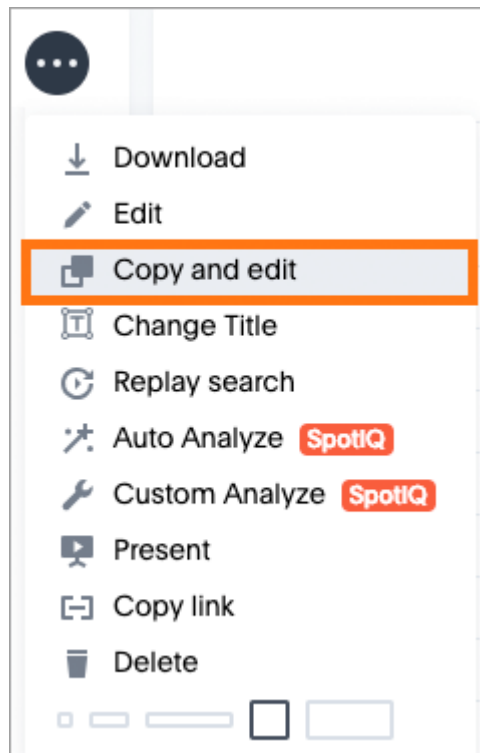 Download
Edit
Copy and edit
Change Title
Replay search
Auto Analyze SpotIQ
Custom Analyze SpotIQ
Present
Copy link
Delete